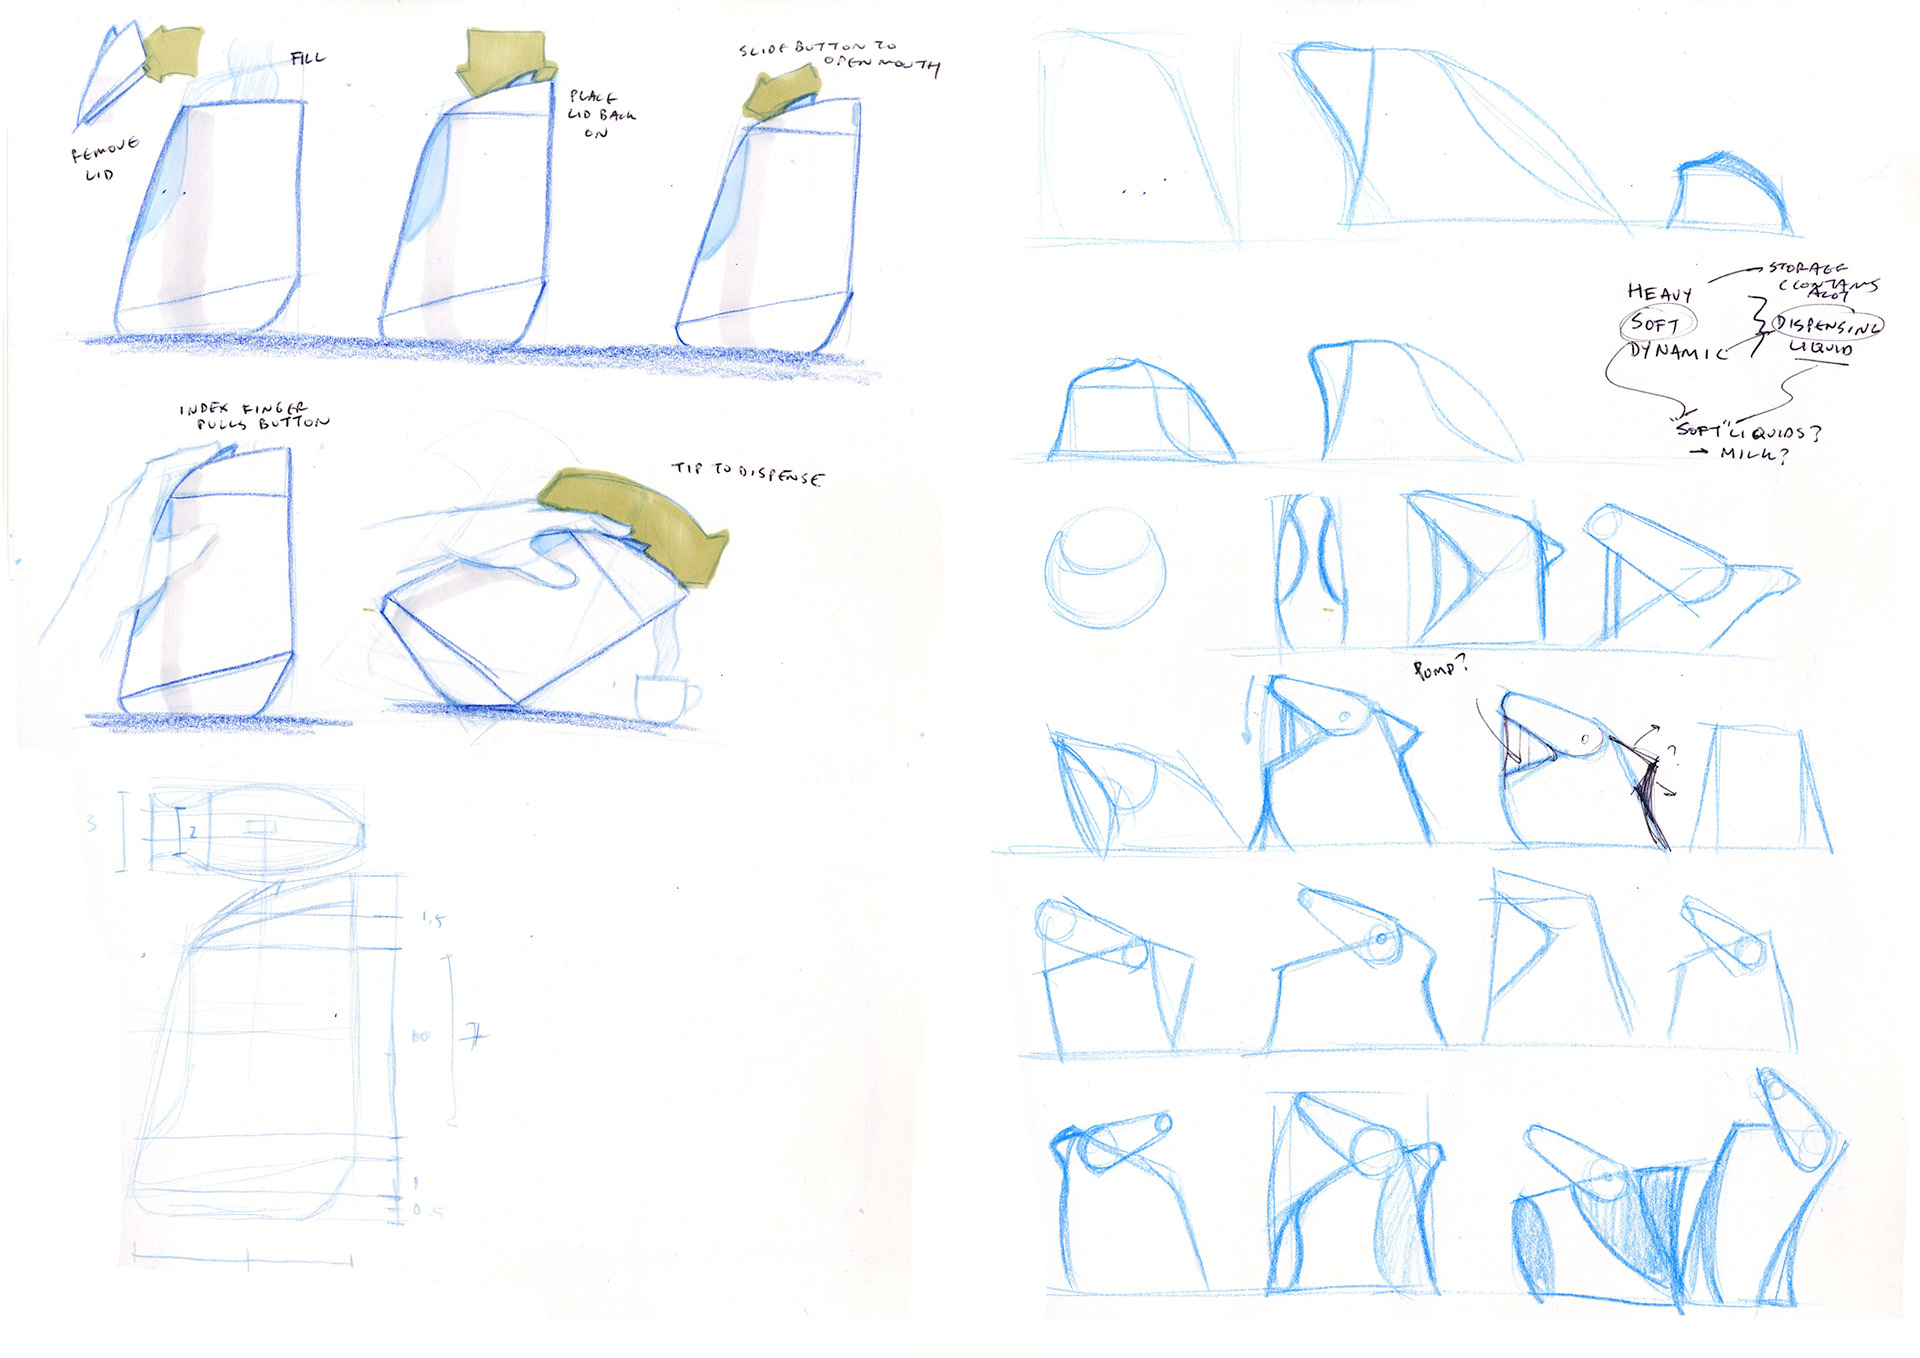 REMOVE
LID
FILL
PLACE
LID BACK
ON
SLIDE BUTTON TO
OPEN MOUTH
INDEX FINGER
PULLS BUTTON
TIP TO DISPENSE
3
2
1.5
10
7
1
0.5
HEAVY
SOFT
DYNAMIC
STORAGE
(CONTAINS
ALOT
DISPENSING
LIQUID
"SOFT" LIQUIDS?
→ MILK?
PUMP?
?